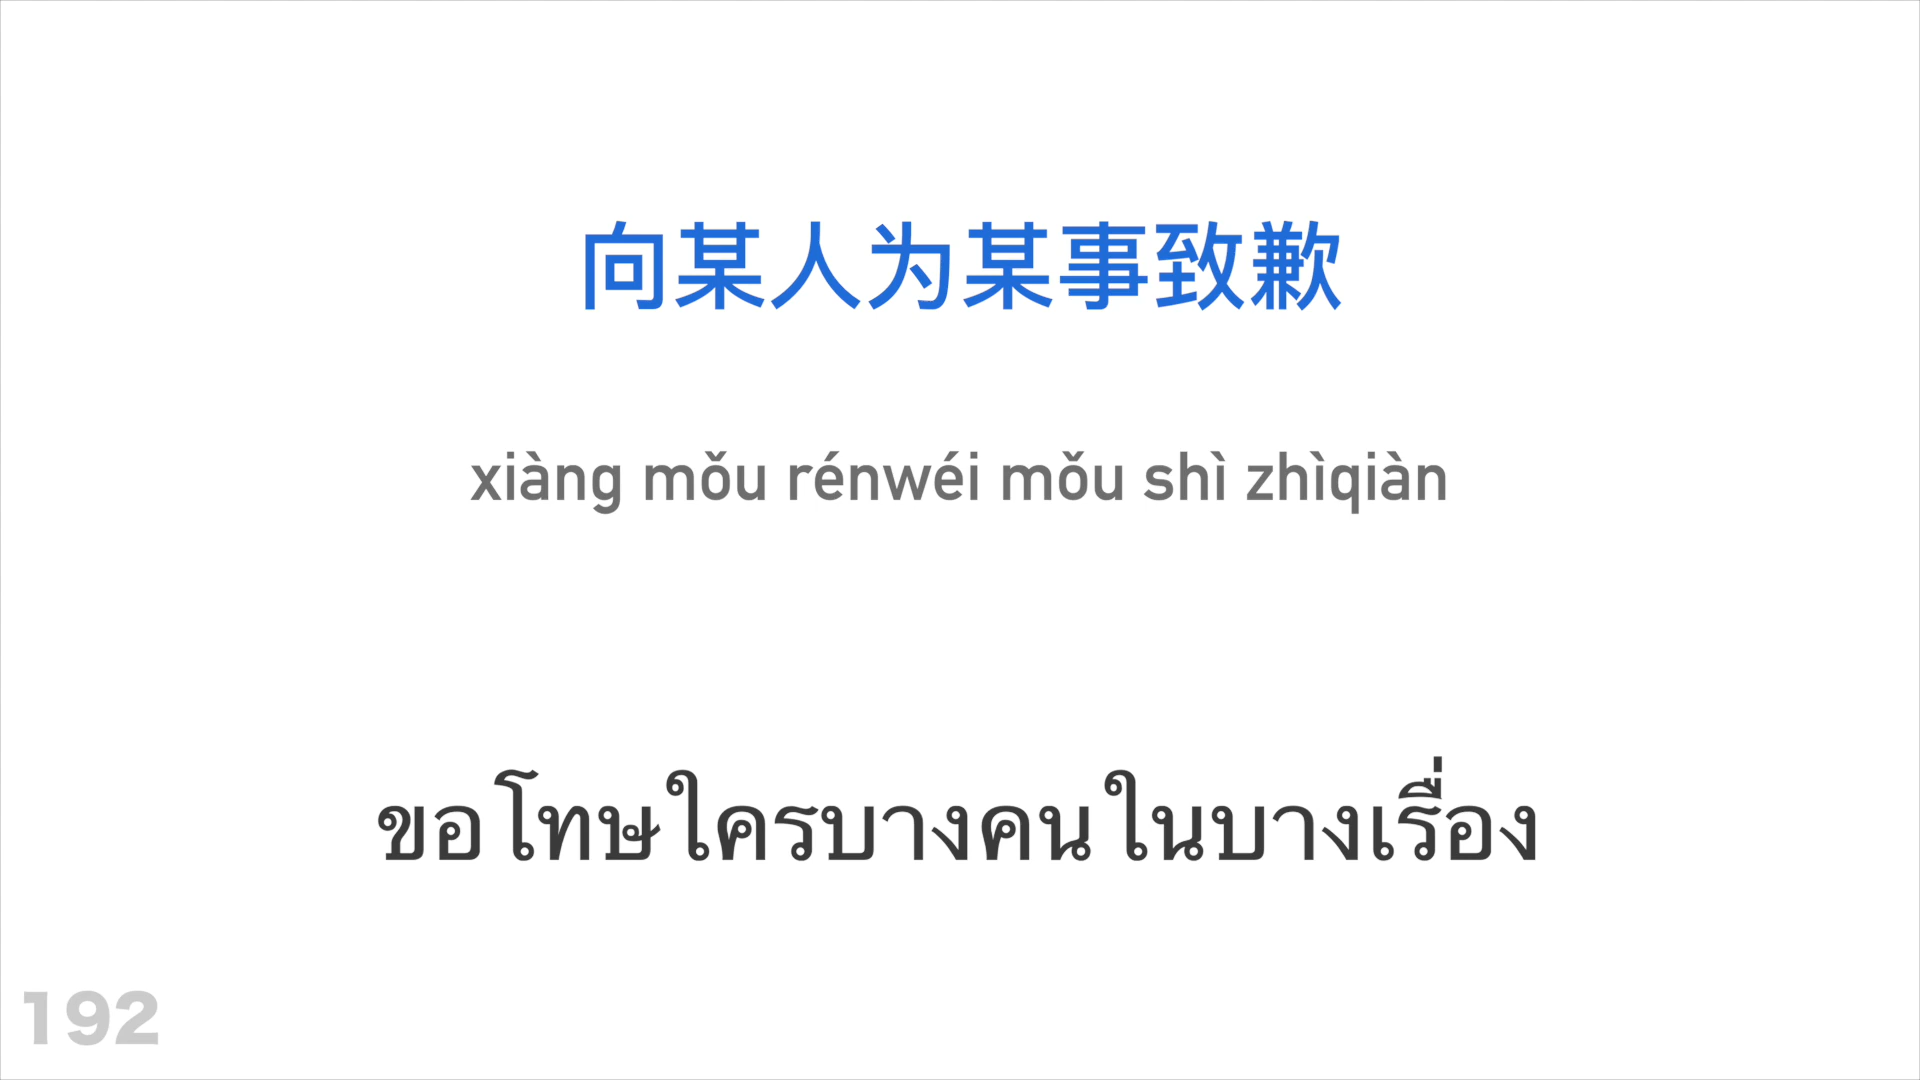 向某人为某事致歉
xiàng mǒu rénwéi mǒu shì zhìqiàn
ขอโทษใครบางคนในบางเรื่อง
192